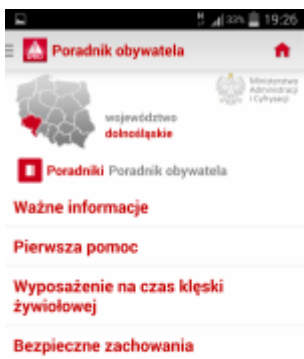 H 33% 19:26
Poradnik obywatela
Ministerstwo
Administracji
i Cyfryzacji
województwo
dolnośląskie
Poradniki Poradnik obywatela
Ważne informacje
Pierwsza pomoc
Wyposażenie na czas klęski
żywiołowej
Bezpieczne zachowania